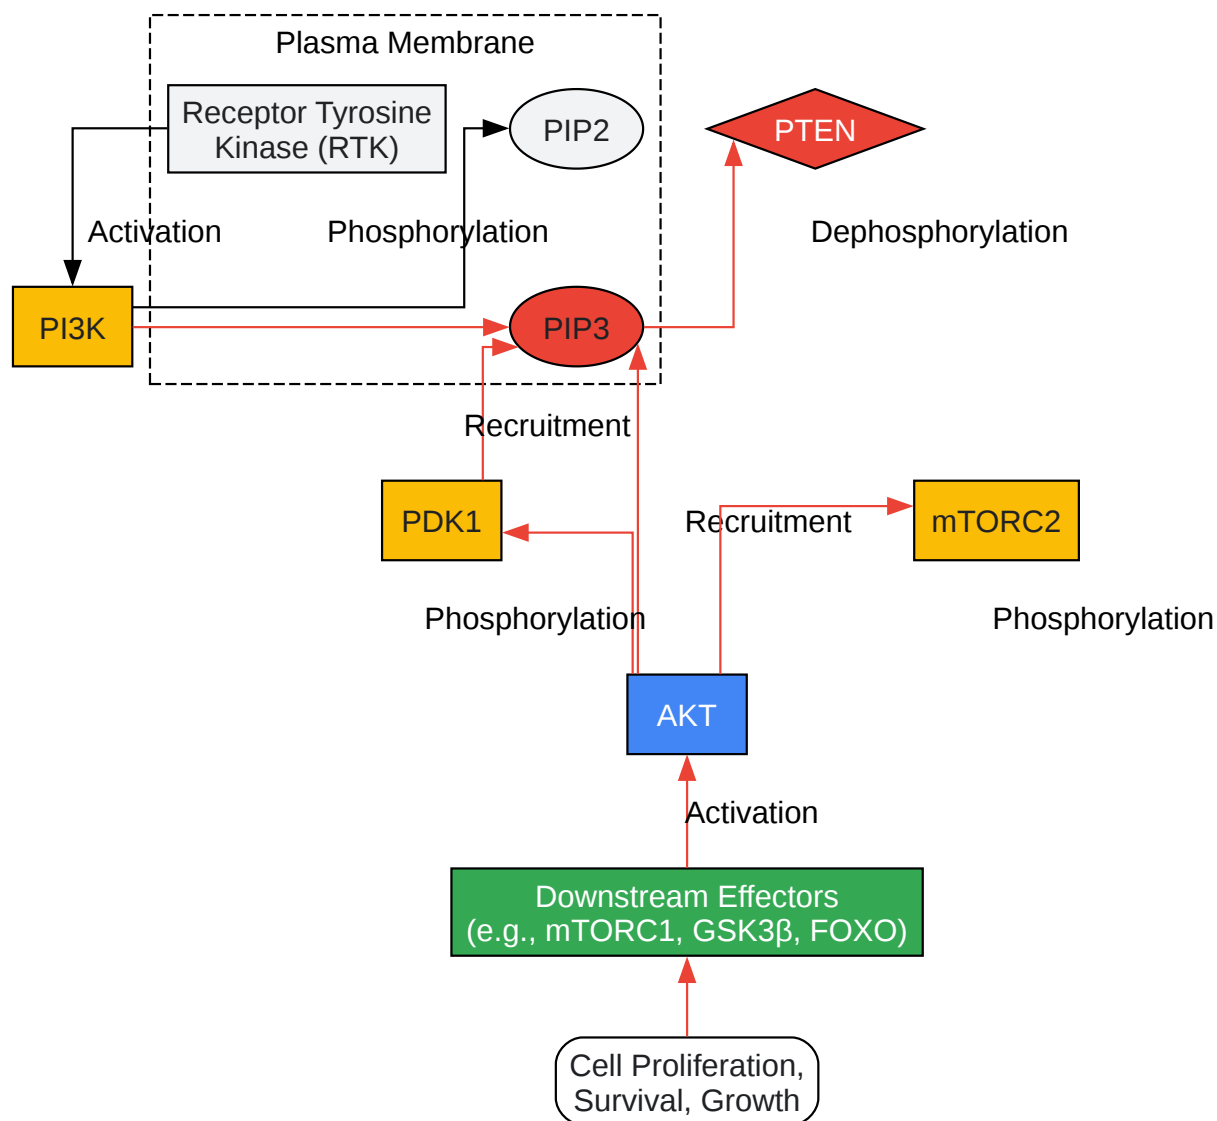 Plasma Membrane
Receptor Tyrosine
Kinase (RTK)
PIP2
PTEN
Activation
Phosphorylation
Dephosphorylation
PI3K
PIP3
Recruitment
PDK1
Recruitment
mTORC2
Phosphorylation
Phosphorylation
AKT
Activation
Downstream Effectors
(e.g., mTORC1, GSK3β, FOXO)
Cell Proliferation,
Survival, Growth